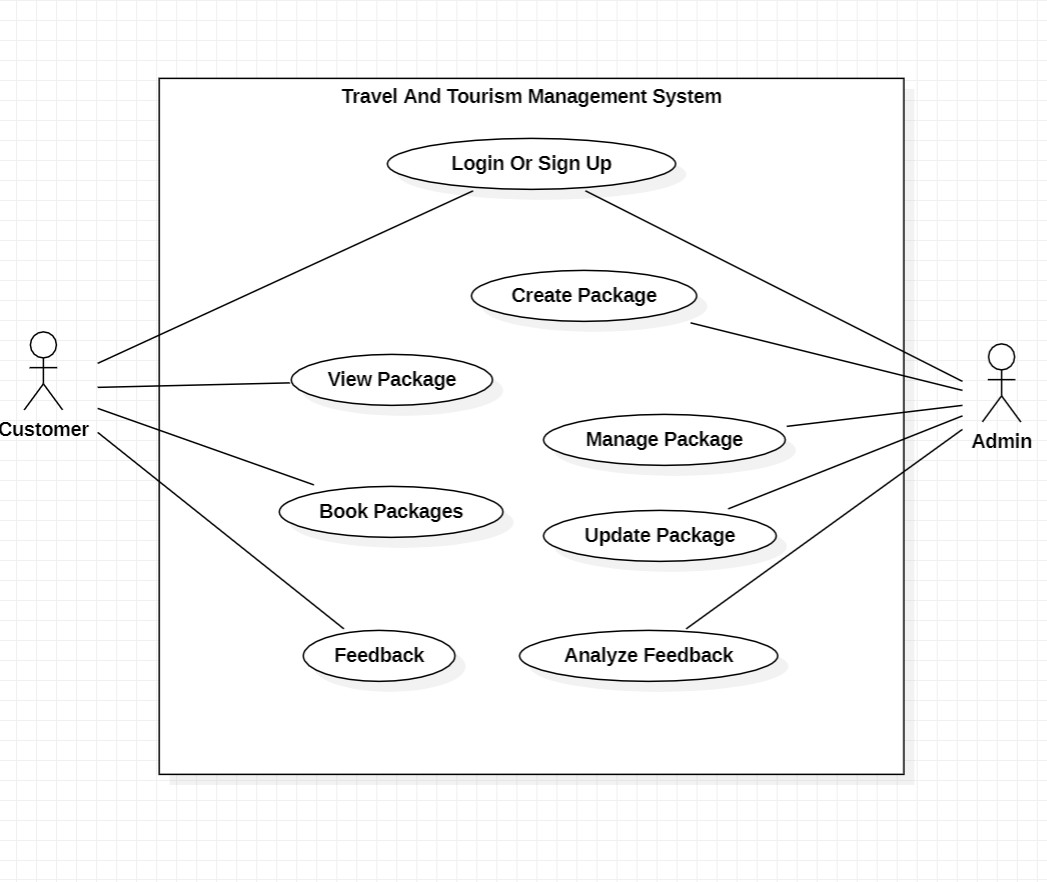 Travel And Tourism Management System
Login Or Sign Up
Create Package
View Package
Customer
Manage Package
Admin
Book Packages
Update Package
Feedback
Analyze Feedback